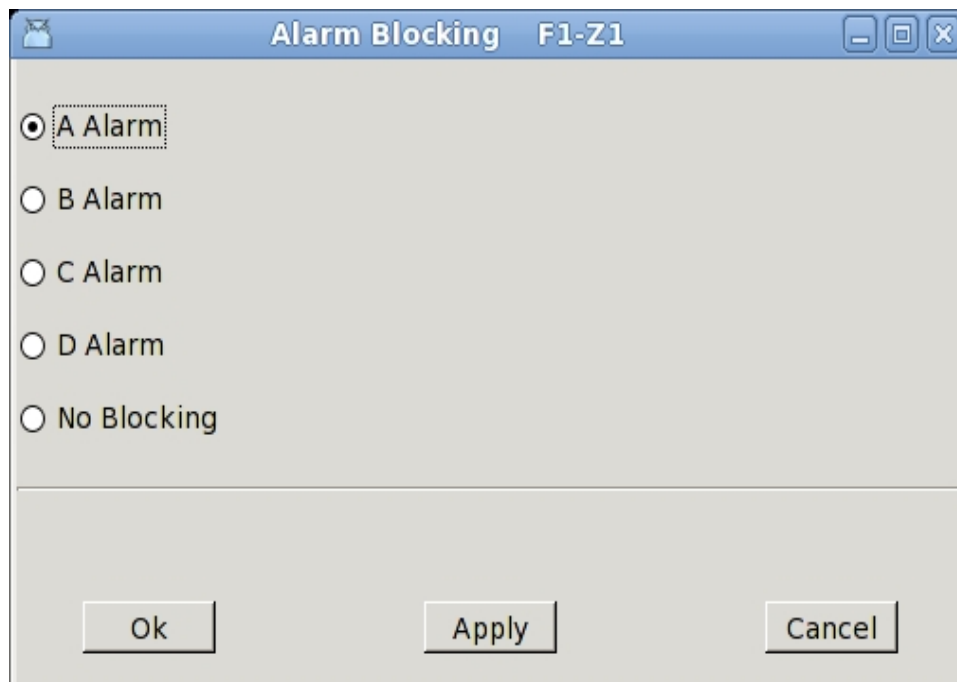 Alarm Blocking F1-Z1
A Alarm
B Alarm
C Alarm
D Alarm
No Blocking
Ok Apply Cancel